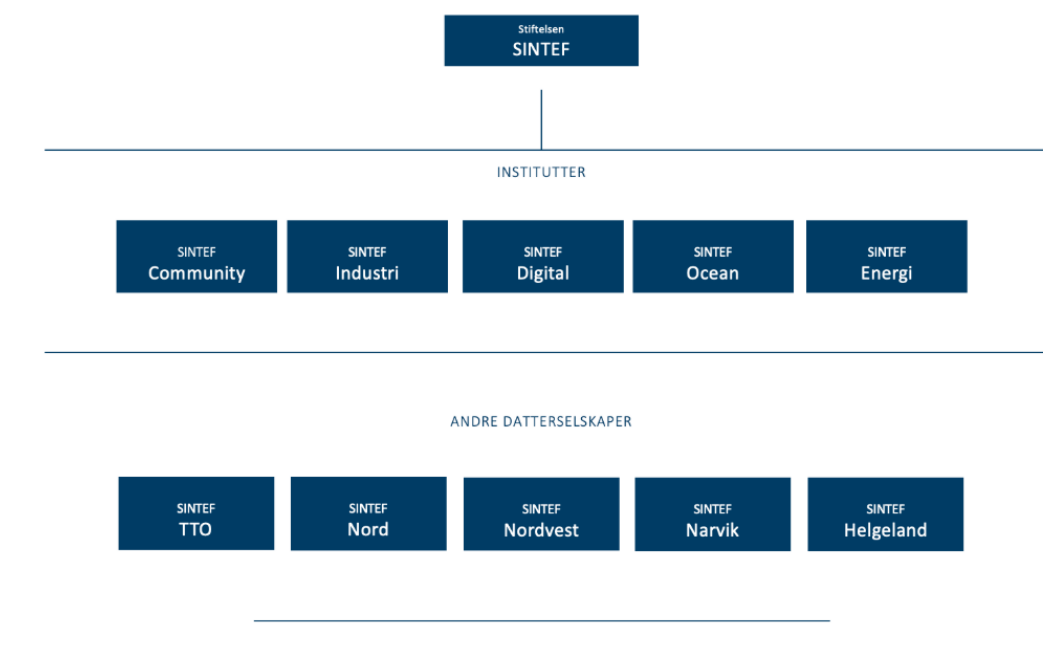 Stiftelsen
SINTEF
INSTITUTTER
SINTEF
Community
SINTEF
Industri
SINTEF
Digital
SINTEF
Ocean
SINTEF
Energi
ANDRE DATTERSELSKAPER
SINTEF
TTO
SINTEF
Nord
SINTEF
Nordvest
SINTEF
Narvik
SINTEF
Helgeland